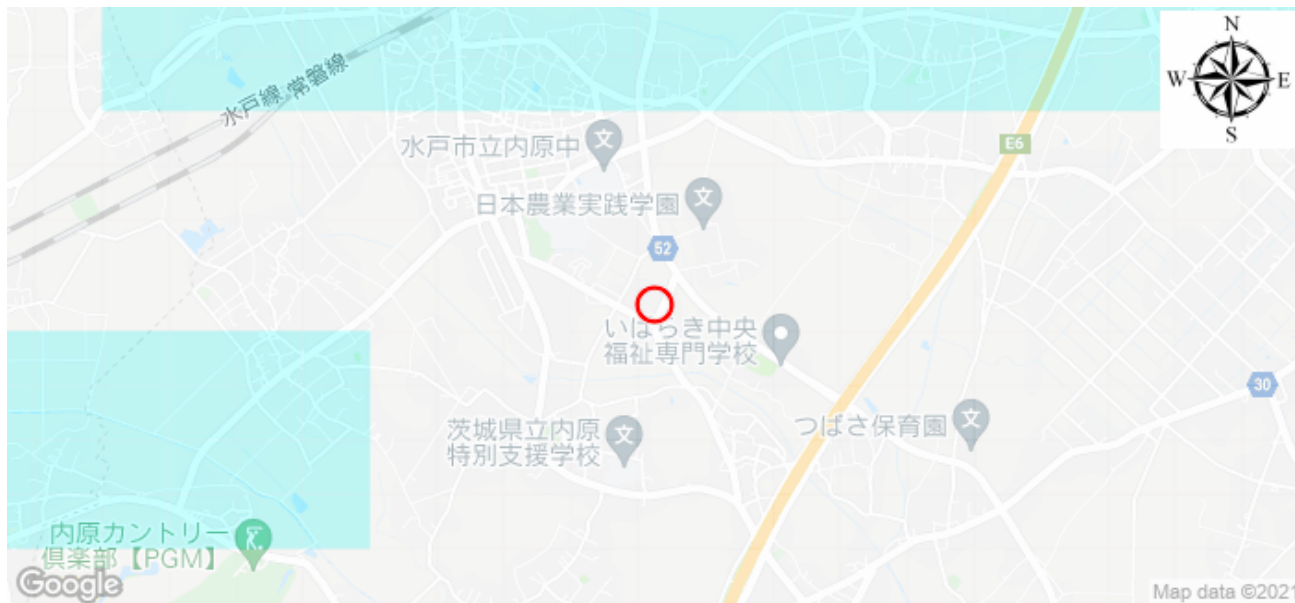 N
W E
S
水戸線 常磐線
水戸市立内原中
E6
日本農業実践学園
52
いばらき中央
福祉専門学校
30
茨城県立内原
特別支援学校
つばさ保育園
内原カントリー
倶楽部【PGM】
Google
Map data ©2021